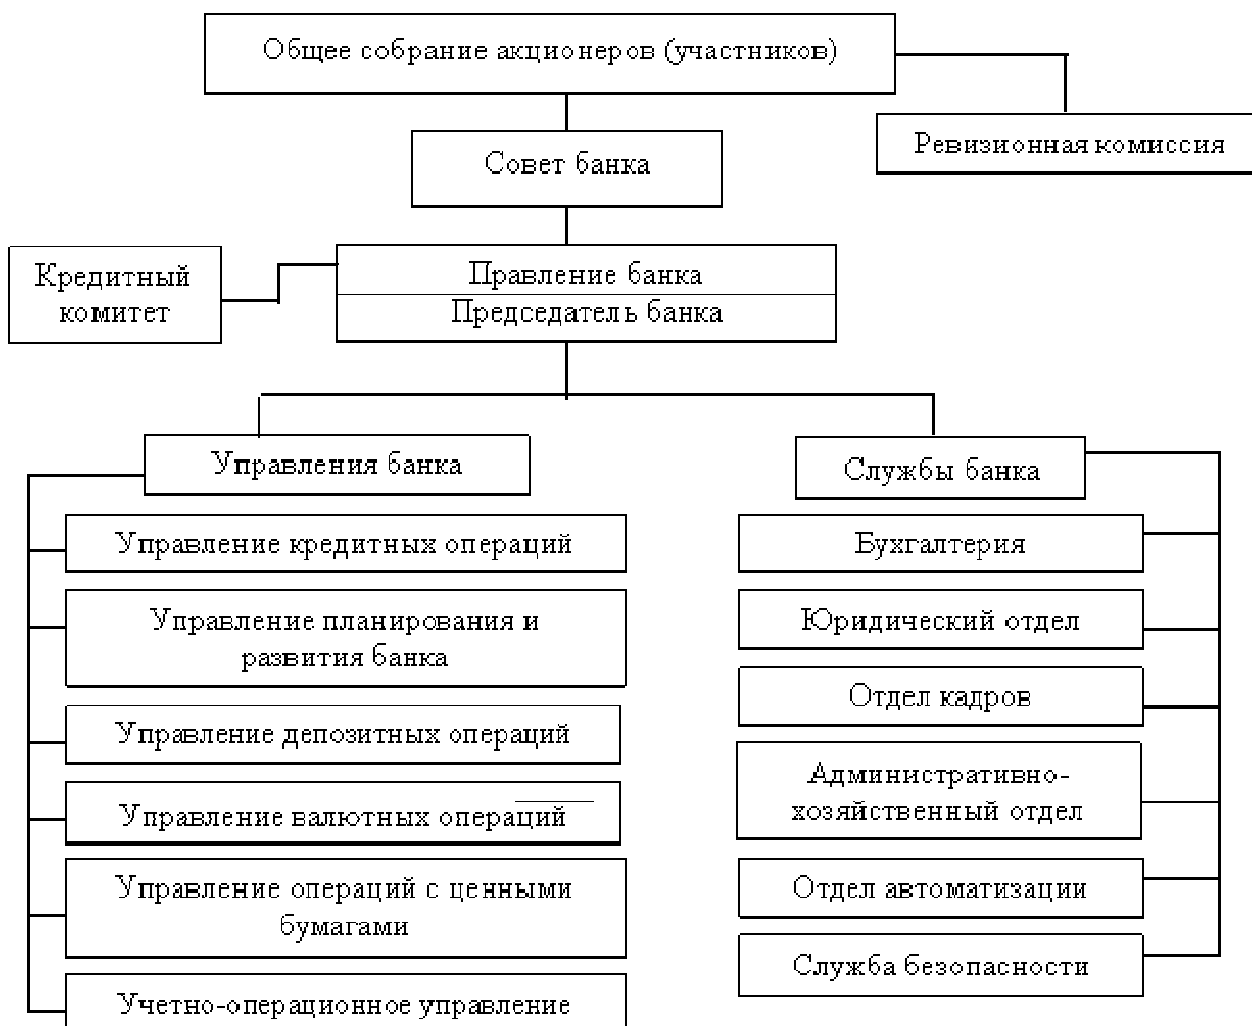 Общее собрание акционеров (участников)
Ревизионная комиссия
Совет банка
Кредитный
комитет
Правление банка
Председатель банка
Управления банка
Службы банка
Управление кредитных операций
Управление планирования и
развития банка
Управление депозитных операций
Управление валютных операций
Управление операций с ценными
бумагами
Учетно-операционное управление
Бухгалтерия
Юридический отдел
Отдел кадров
Административно-
хозяйственный отдел
Отдел автоматизации
Служба безопасности